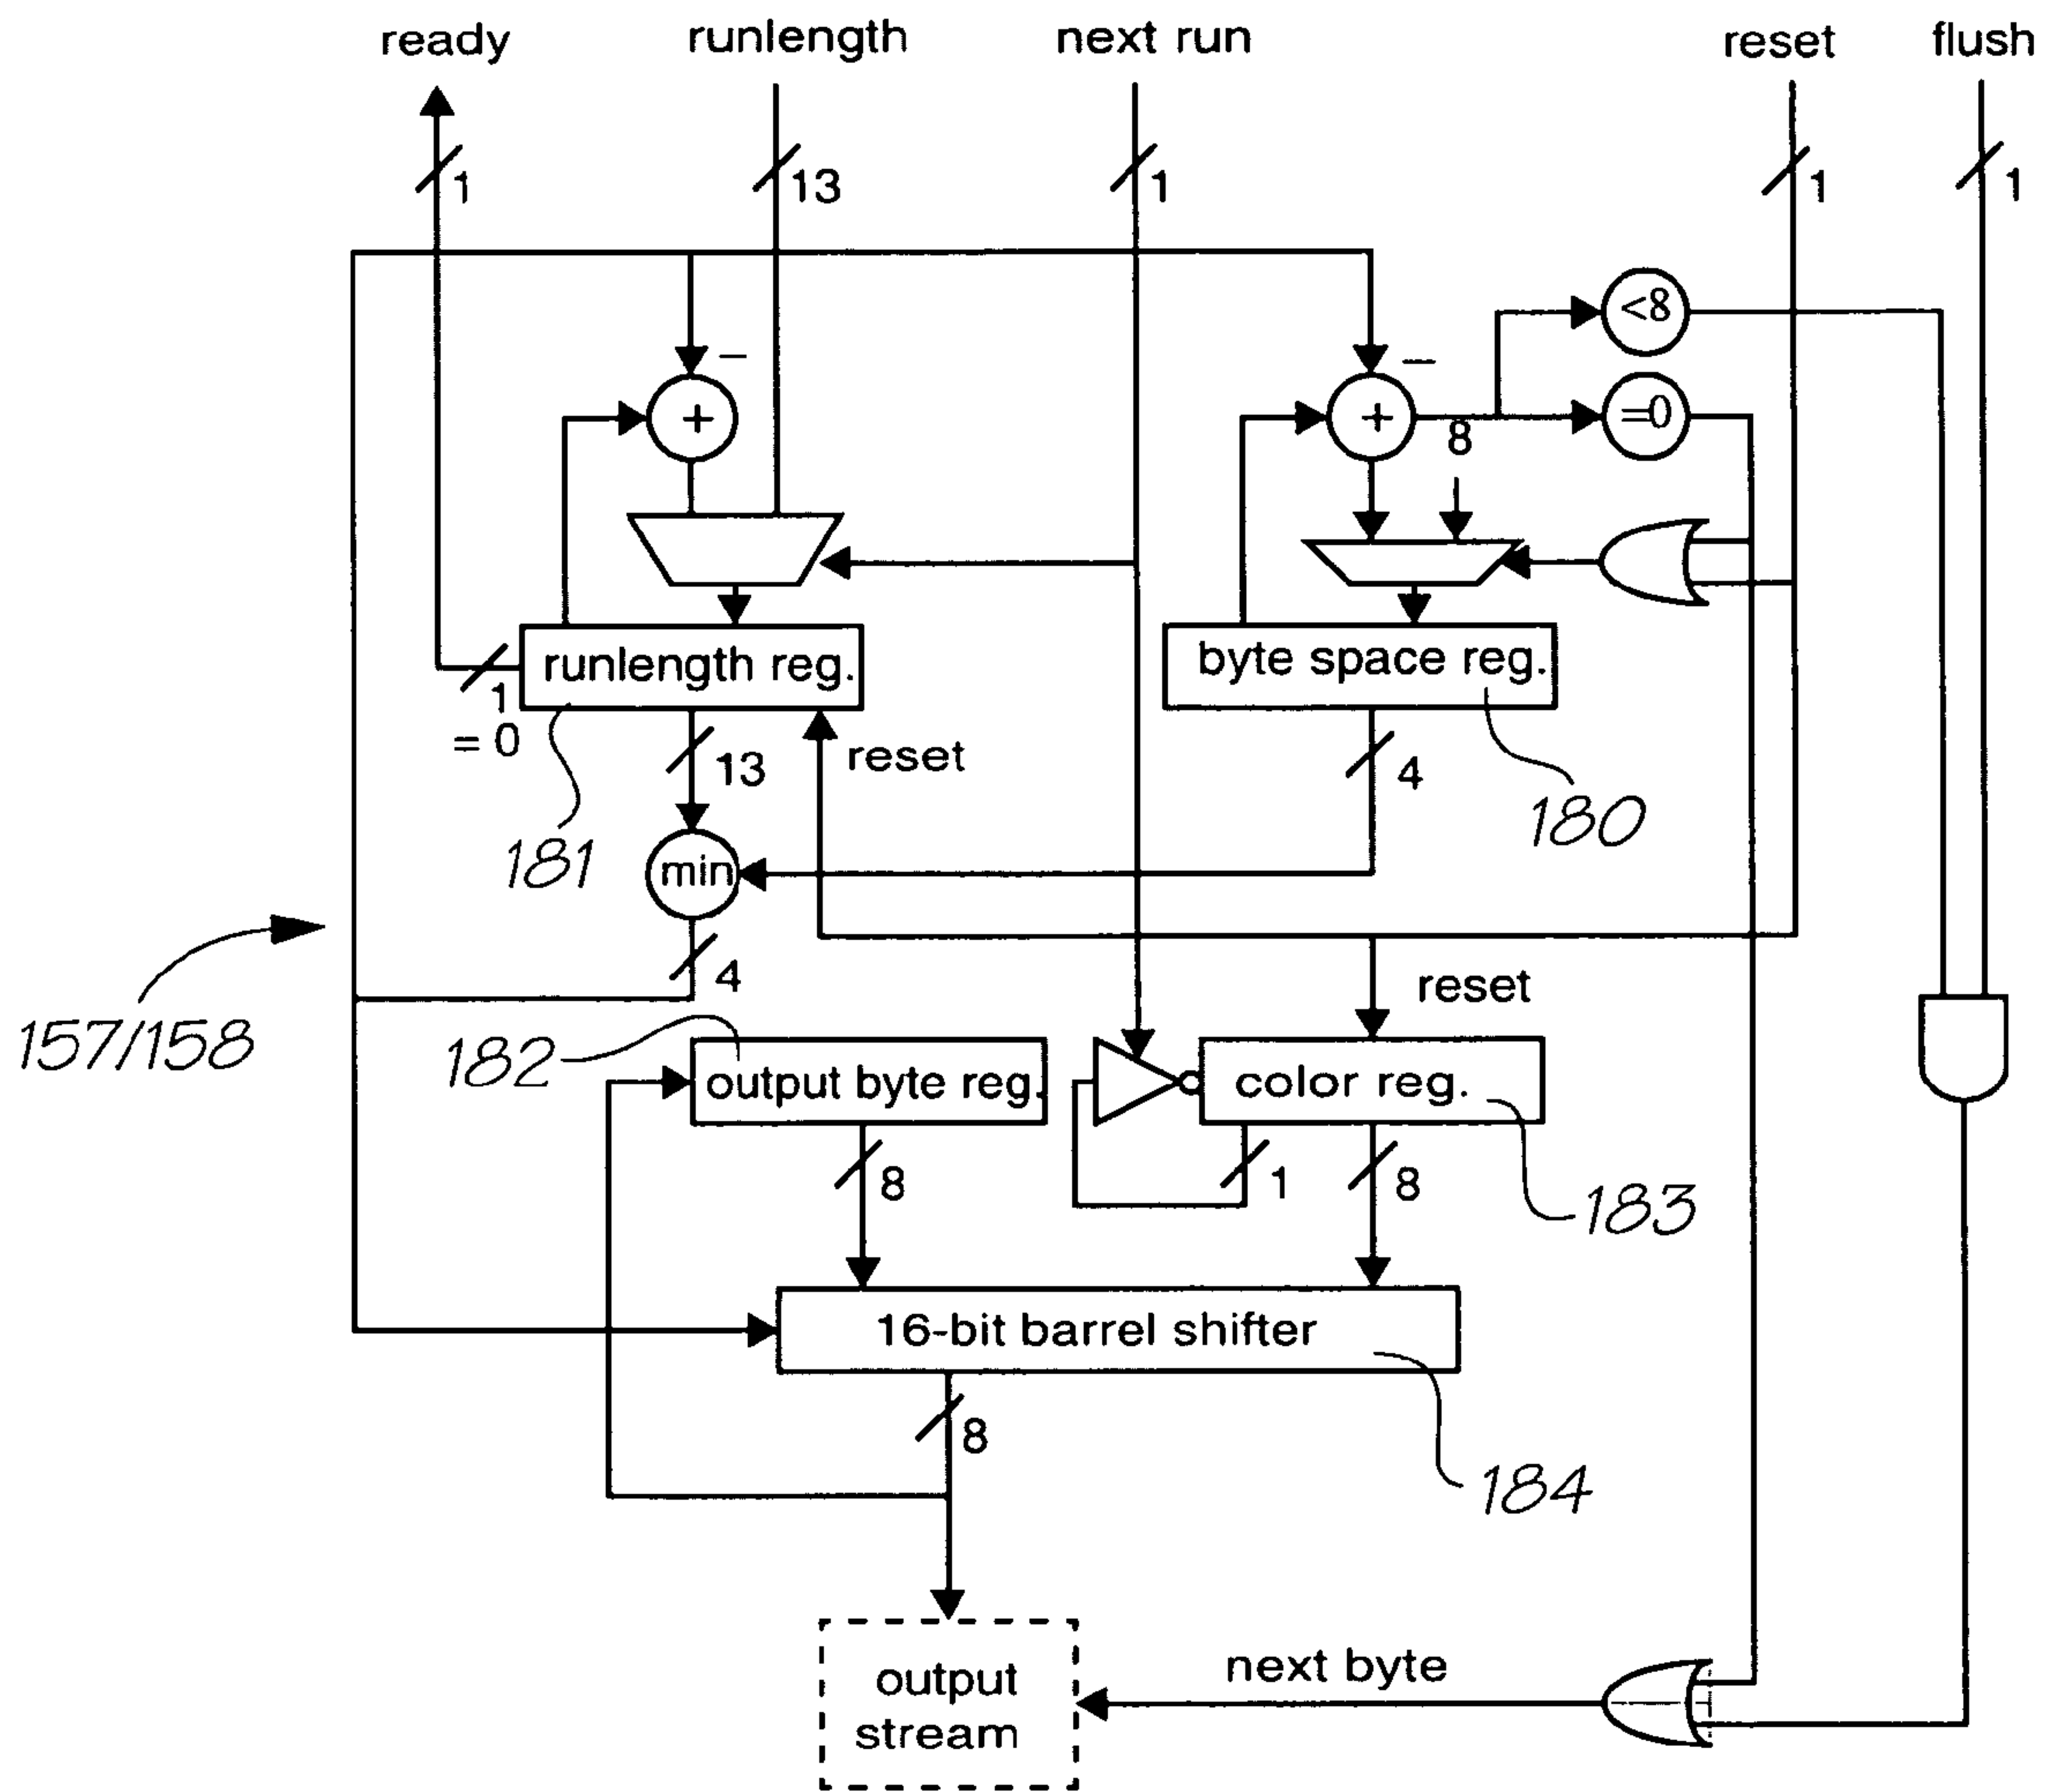 ready
runlength
next run
reset
flush
1
13
1
1
1
−
+
−
+
8
<8
=0
runlength reg.
byte space reg.
1
= 0
13
reset
4
181
180
min
4
157/158
reset
182
output byte reg.
color reg.
8
1
8
183
16-bit barrel shifter
8
184
output
stream
next byte